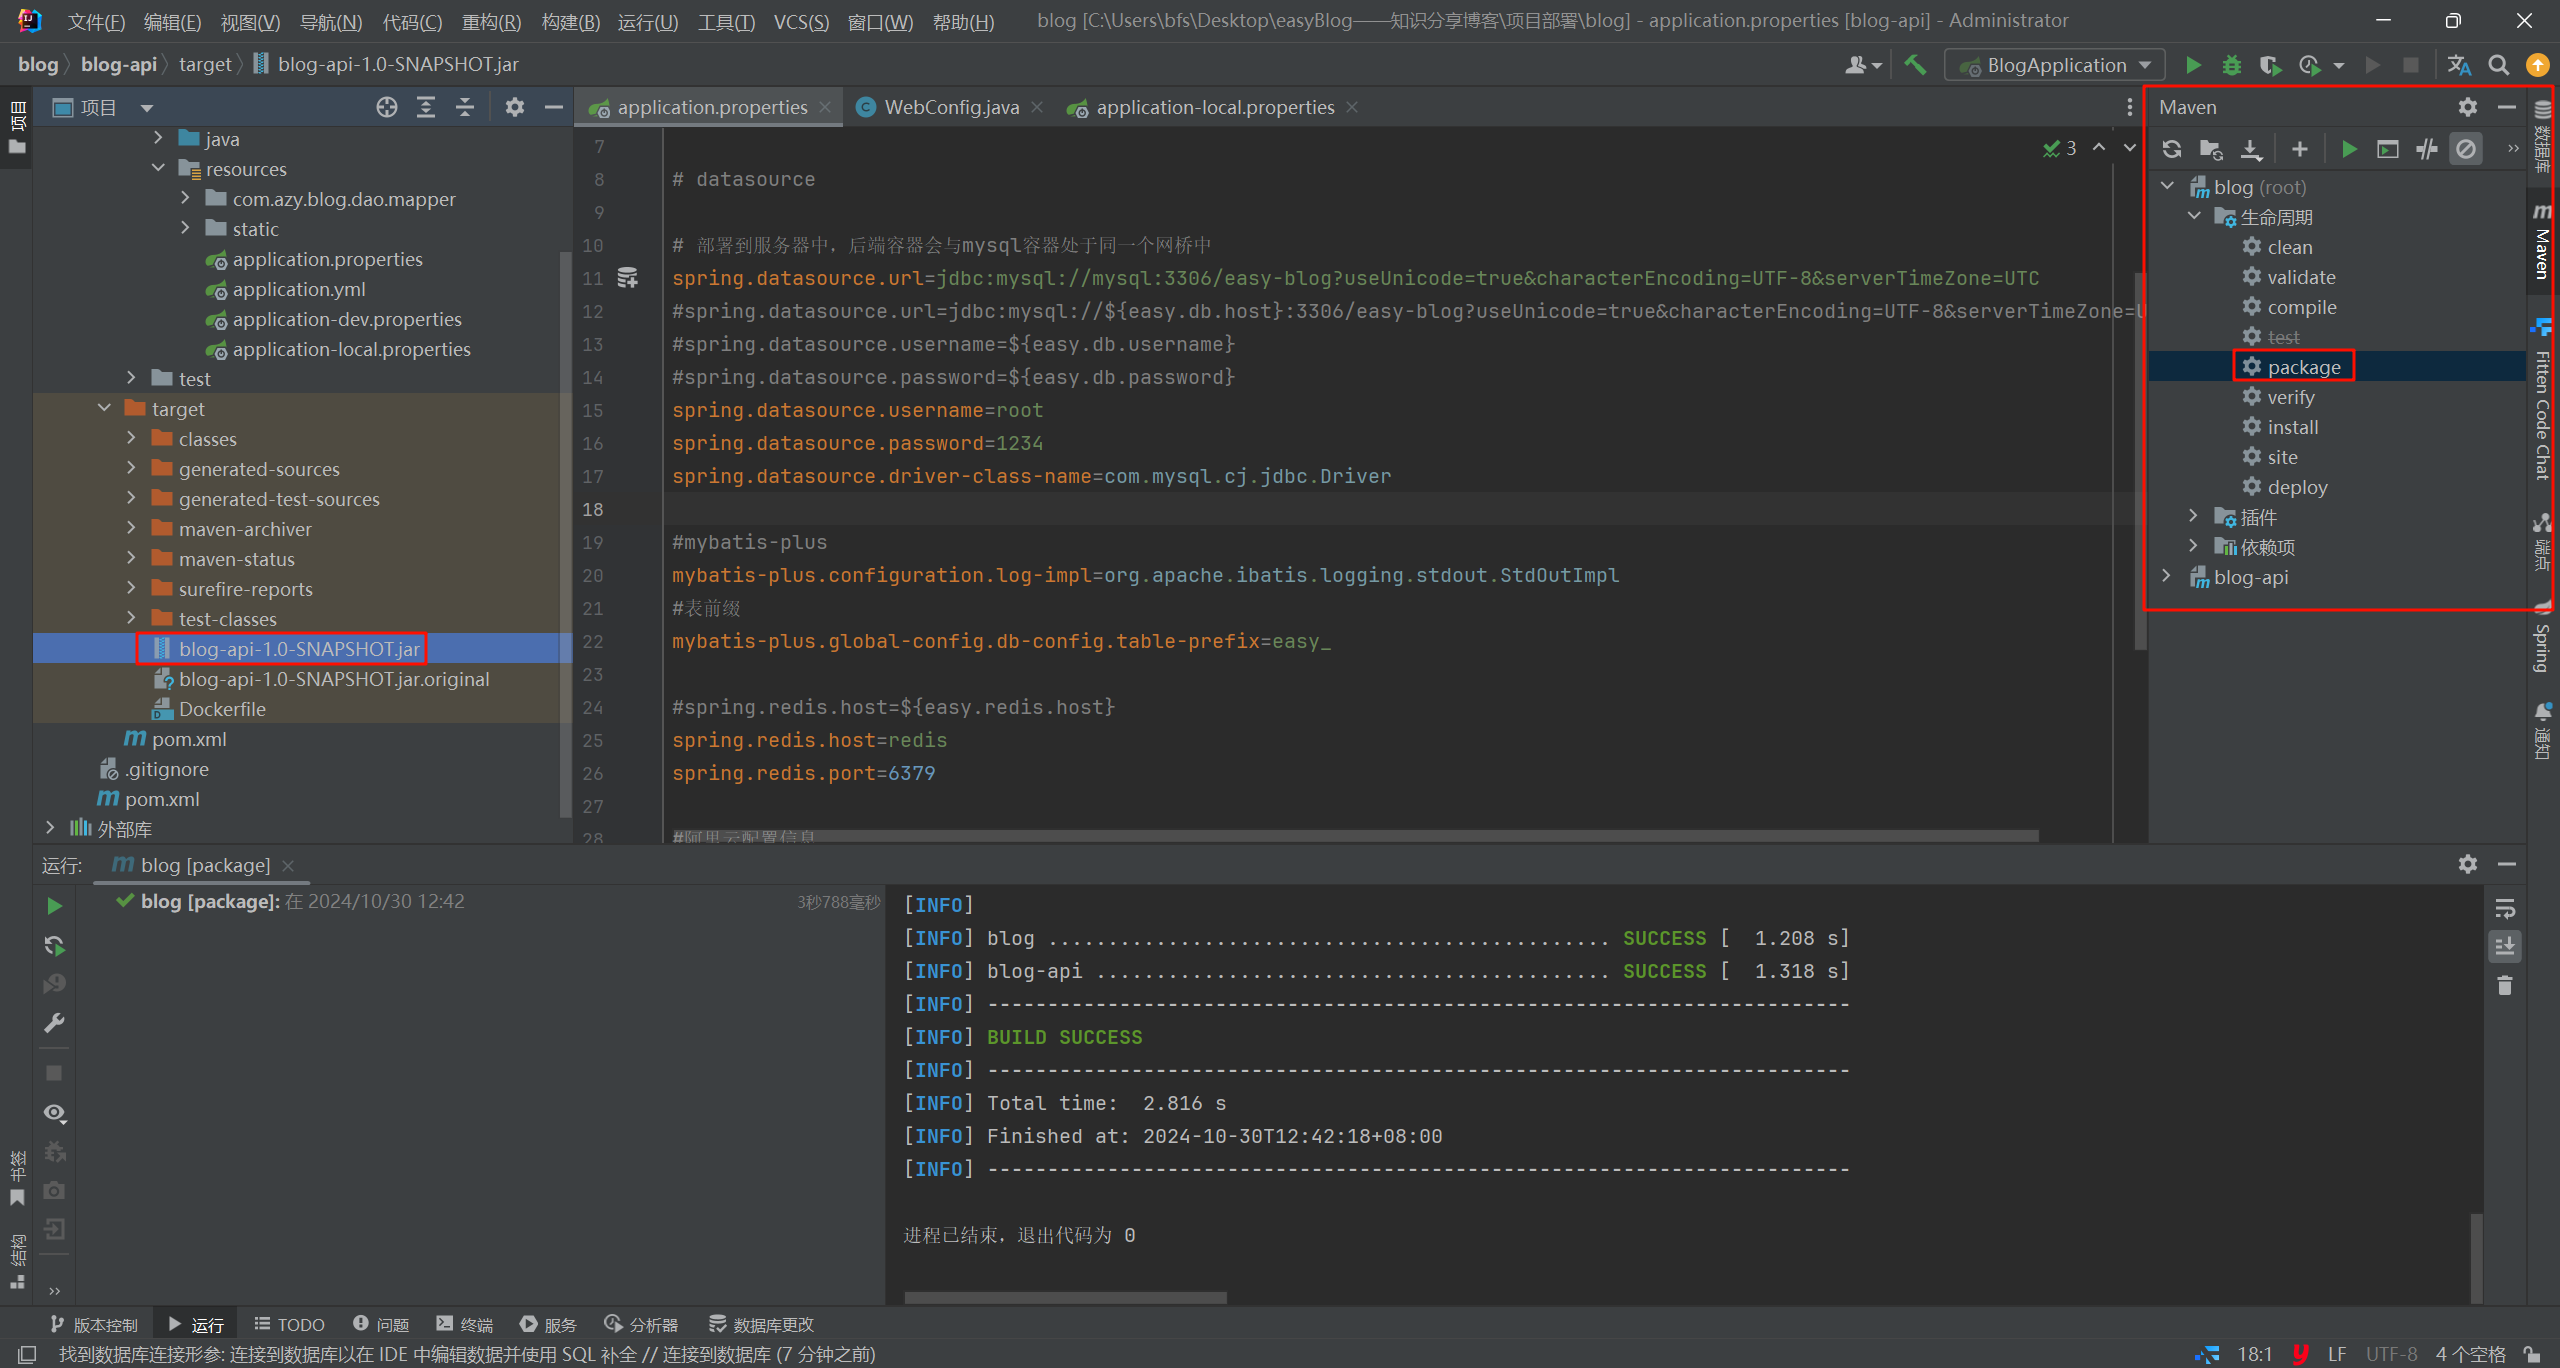 文件(F) 编辑(E) 视图(V) 导航(N) 代码(C) 重构(R) 构建(B) 运行(U) 工具(T) VCS(S) 窗口(W) 帮助(H) blog [C:\Users\bfs\Desktop\easyBlog——知识分享博客\项目部署\blog] - application.properties [blog-api] - Administrator
blog blog-api target blog-api-1.0-SNAPSHOT.jar
BlogApplication
项目
项目
java
resources
com.azy.blog.dao.mapper
static
application.properties
application.yml
application-dev.properties
application-local.properties
test
target
classes
generated-sources
generated-test-sources
maven-archiver
maven-status
surefire-reports
test-classes
blog-api-1.0-SNAPSHOT.jar
blog-api-1.0-SNAPSHOT.jar.original
Dockerfile
pom.xml
.gitignore
pom.xml
外部库
application.properties WebConfig.java application-local.properties
3
7
8 # datasource
9
10 # 部署到服务器中，后端容器会与mysql容器处于同一个网桥中
11 spring.datasource.url=jdbc:mysql://mysql:3306/easy-blog?useUnicode=true&characterEncoding=UTF-8&serverTimeZone=UTC
12 #spring.datasource.url=jdbc:mysql://${easy.db.host}:3306/easy-blog?useUnicode=true&characterEncoding=UTF-8&serverTimeZone=U
13 #spring.datasource.username=${easy.db.username}
14 #spring.datasource.password=${easy.db.password}
15 spring.datasource.username=root
16 spring.datasource.password=1234
17 spring.datasource.driver-class-name=com.mysql.cj.jdbc.Driver
18
19 #mybatis-plus
20 mybatis-plus.configuration.log-impl=org.apache.ibatis.logging.stdout.StdOutImpl
21 #表前缀
22 mybatis-plus.global-config.db-config.table-prefix=easy_
23
24 #spring.redis.host=${easy.redis.host}
25 spring.redis.host=redis
26 spring.redis.port=6379
27
28 #阿里云配置信息
Maven
blog (root)
生命周期
clean
validate
compile
test
package
verify
install
site
deploy
插件
依赖项
blog-api
数据库
Maven
Fitten Code Chat
端点
Spring
通知
运行: blog [package]
blog [package]: 在 2024/10/30 12:42 3秒788毫秒
[INFO]
[INFO] blog ............................................... SUCCESS [  1.208 s]
[INFO] blog-api ........................................... SUCCESS [  1.318 s]
[INFO] ------------------------------------------------------------------------
[INFO] BUILD SUCCESS
[INFO] ------------------------------------------------------------------------
[INFO] Total time:  2.816 s
[INFO] Finished at: 2024-10-30T12:42:18+08:00
[INFO] ------------------------------------------------------------------------
进程已结束，退出代码为 0
书签
结构
版本控制 运行 TODO 问题 终端 服务 分析器 数据库更改
找到数据库连接形参: 连接到数据库以在 IDE 中编辑数据并使用 SQL 补全 // 连接到数据库 (7 分钟之前) 18:1 LF UTF-8 4 个空格